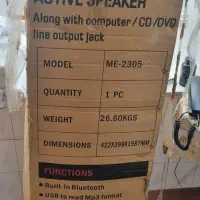 ACTIVE SPEAKER
Along with computer / CD /DVD
line output jack
MODEL ME-2305
QUANTITY 1 PC
WEIGHT 26.60KGS
DIMENSIONS 422X398X1587MM
FUNCTIONS
• Built-in Bluetooth
• USB to read Mp3 format